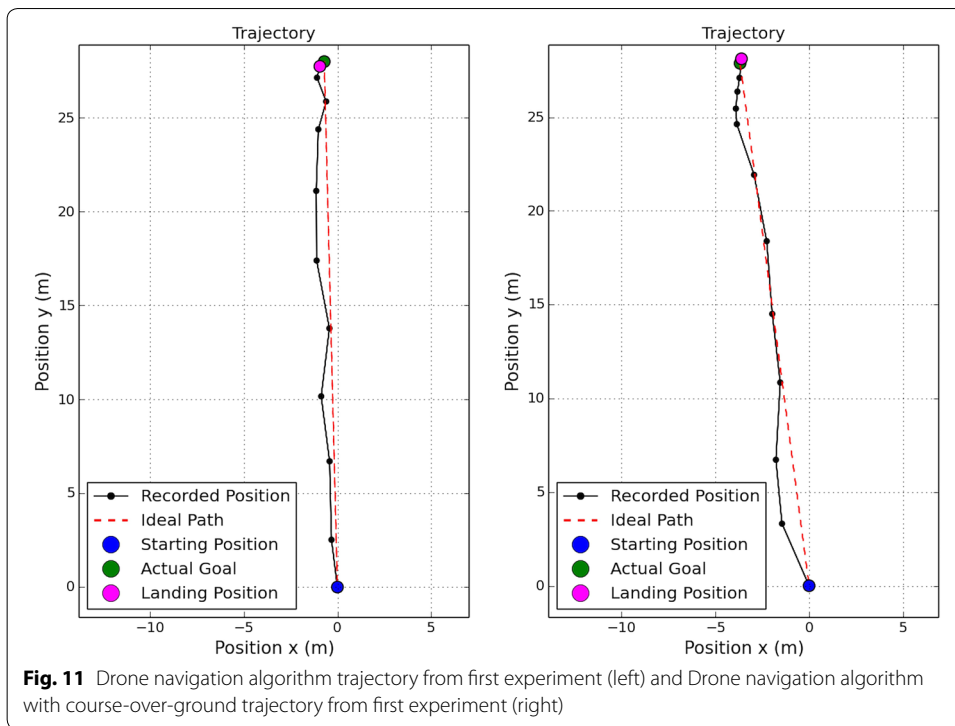 Trajectory
Position y (m)
25
20
15
10
5
0
Recorded Position
Ideal Path
Starting Position
Actual Goal
Landing Position
−10
−5
0
5
Position x (m)
Trajectory
Position y (m)
25
20
15
10
5
0
Recorded Position
Ideal Path
Starting Position
Actual Goal
Landing Position
−10
−5
0
5
Position x (m)
Fig. 11 Drone navigation algorithm trajectory from first experiment (left) and Drone navigation algorithm
with course-over-ground trajectory from first experiment (right)